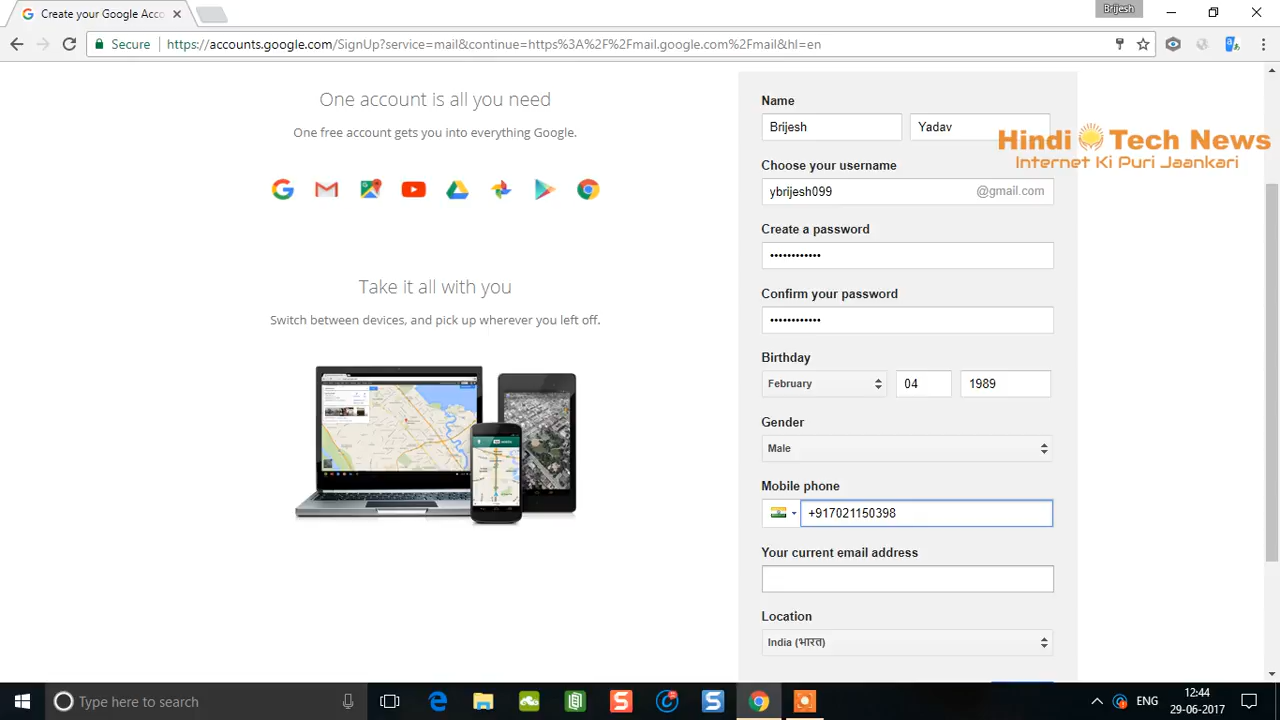 Create your Google Acco
Brijesh
Secure
https://accounts.google.com/SignUp?service=mail&continue=https%3A%2F%2Fmail.google.com%2Fmail&hl=en
One account is all you need
One free account gets you into everything Google.
Take it all with you
Switch between devices, and pick up wherever you left off.
Name
Brijesh
Yadav
Hindi Tech News
Internet Ki Puri Jaankari
Choose your username
ybrijesh099
@gmail.com
Create a password
••••••••••••
Confirm your password
••••••••••••
Birthday
February
04
1989
Gender
Male
Mobile phone
+917021150398
Your current email address
Location
India (भारत)
Type here to search
ENG
12:44
29-06-2017